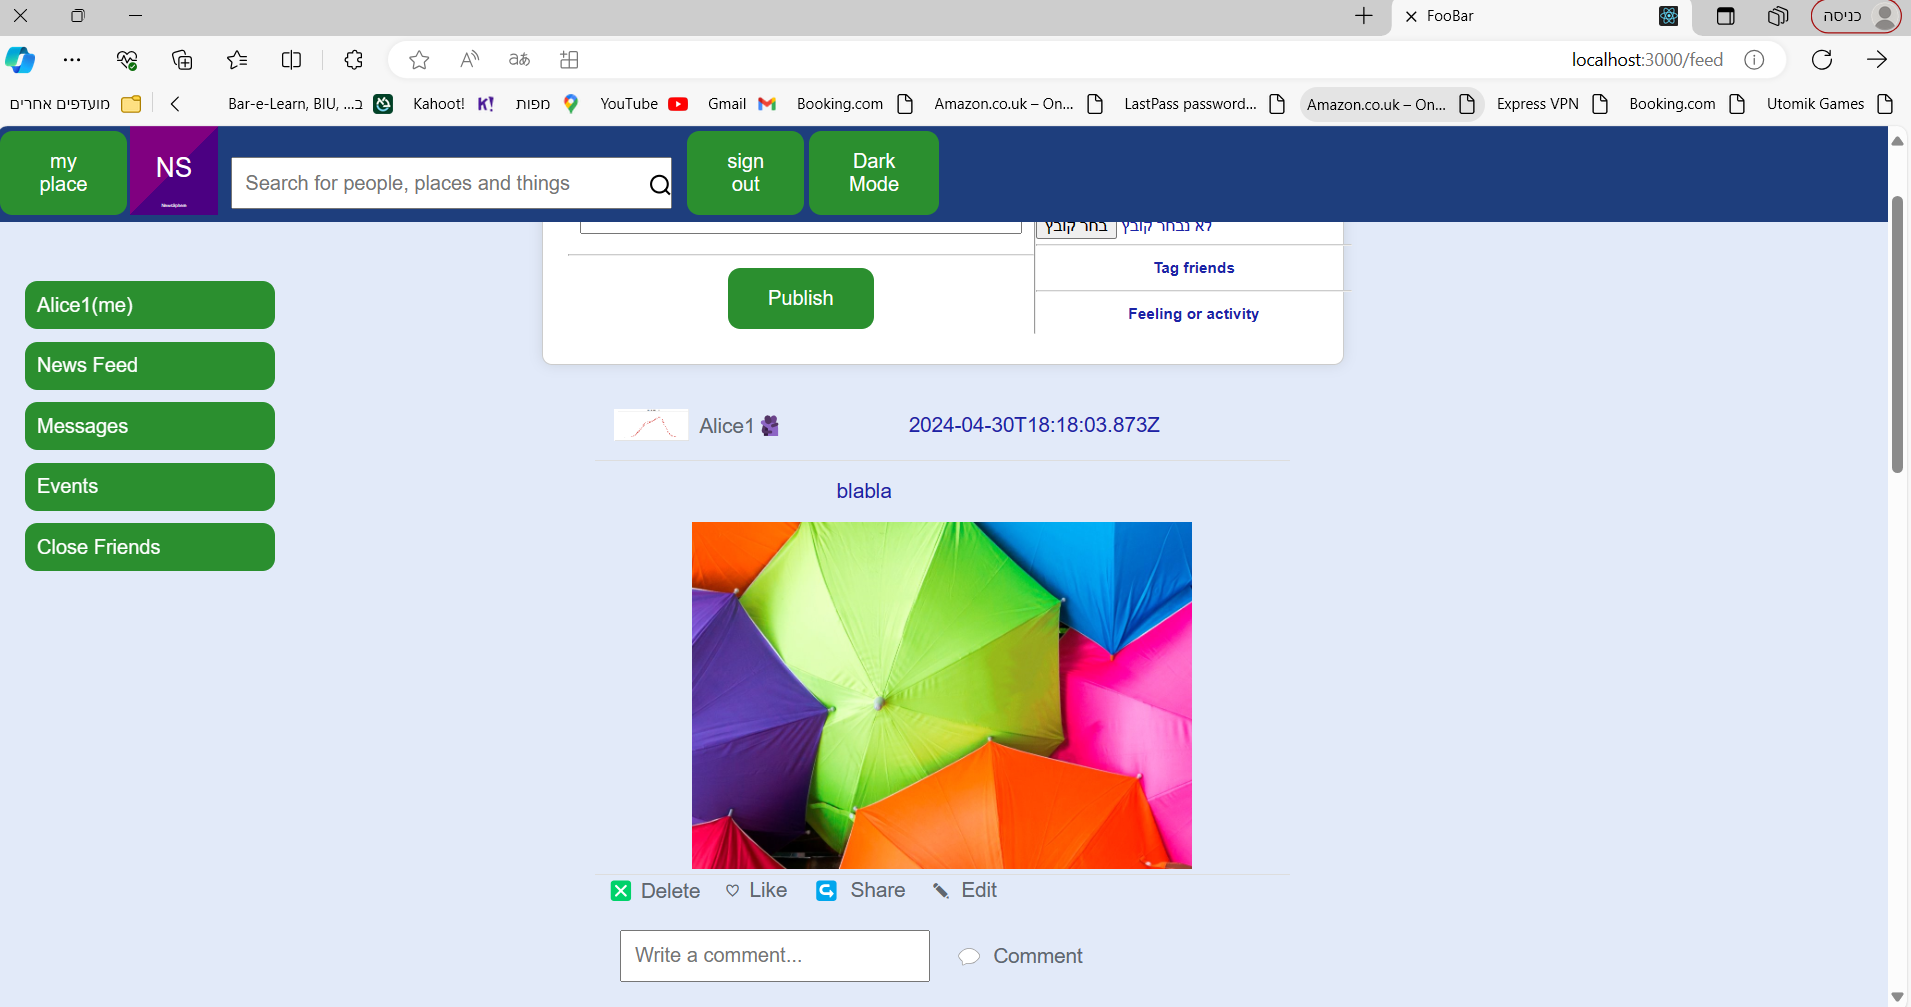 FooBar
כניסה
localhost:3000/feed
aあ
מועדפים אחרים
Bar-e-Learn, BIU, ...ב
Kahoot!
מפות
YouTube
Gmail
Booking.com
Amazon.co.uk – On...
LastPass password...
Amazon.co.uk – On...
Express VPN
Booking.com
Utomik Games
my
place
NS
NewsSphere
Search for people, places and things
sign
out
Dark
Mode
בחר קובץ
לא נבחר קובץ
Tag friends
Publish
Feeling or activity
Alice1(me)
News Feed
Messages
Events
Close Friends
Alice1
2024-04-30T18:18:03.873Z
blabla
Delete
Like
Share
Edit
Write a comment...
Comment